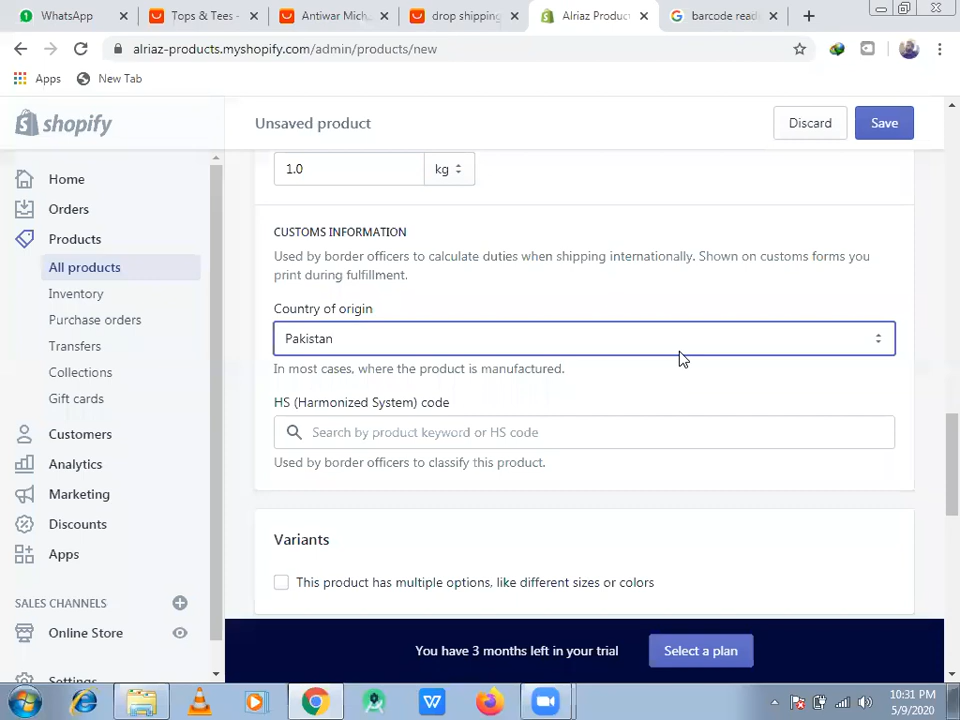 WhatsApp
Tops & Tees -
Antiwar Mich
drop shipping
Alriaz Produc
barcode read
alriaz-products.myshopify.com/admin/products/new
Apps
New Tab
shopify
Unsaved product
Discard
Save
Home
Orders
Products
All products
Inventory
Purchase orders
Transfers
Collections
Gift cards
Customers
Analytics
Marketing
Discounts
Apps
SALES CHANNELS
Online Store
Settings
1.0
kg
CUSTOMS INFORMATION
Used by border officers to calculate duties when shipping internationally. Shown on customs forms you
print during fulfillment.
Country of origin
Pakistan
In most cases, where the product is manufactured.
HS (Harmonized System) code
Search by product keyword or HS code
Used by border officers to classify this product.
Variants
This product has multiple options, like different sizes or colors
You have 3 months left in your trial
Select a plan
10:31 PM
5/9/2020